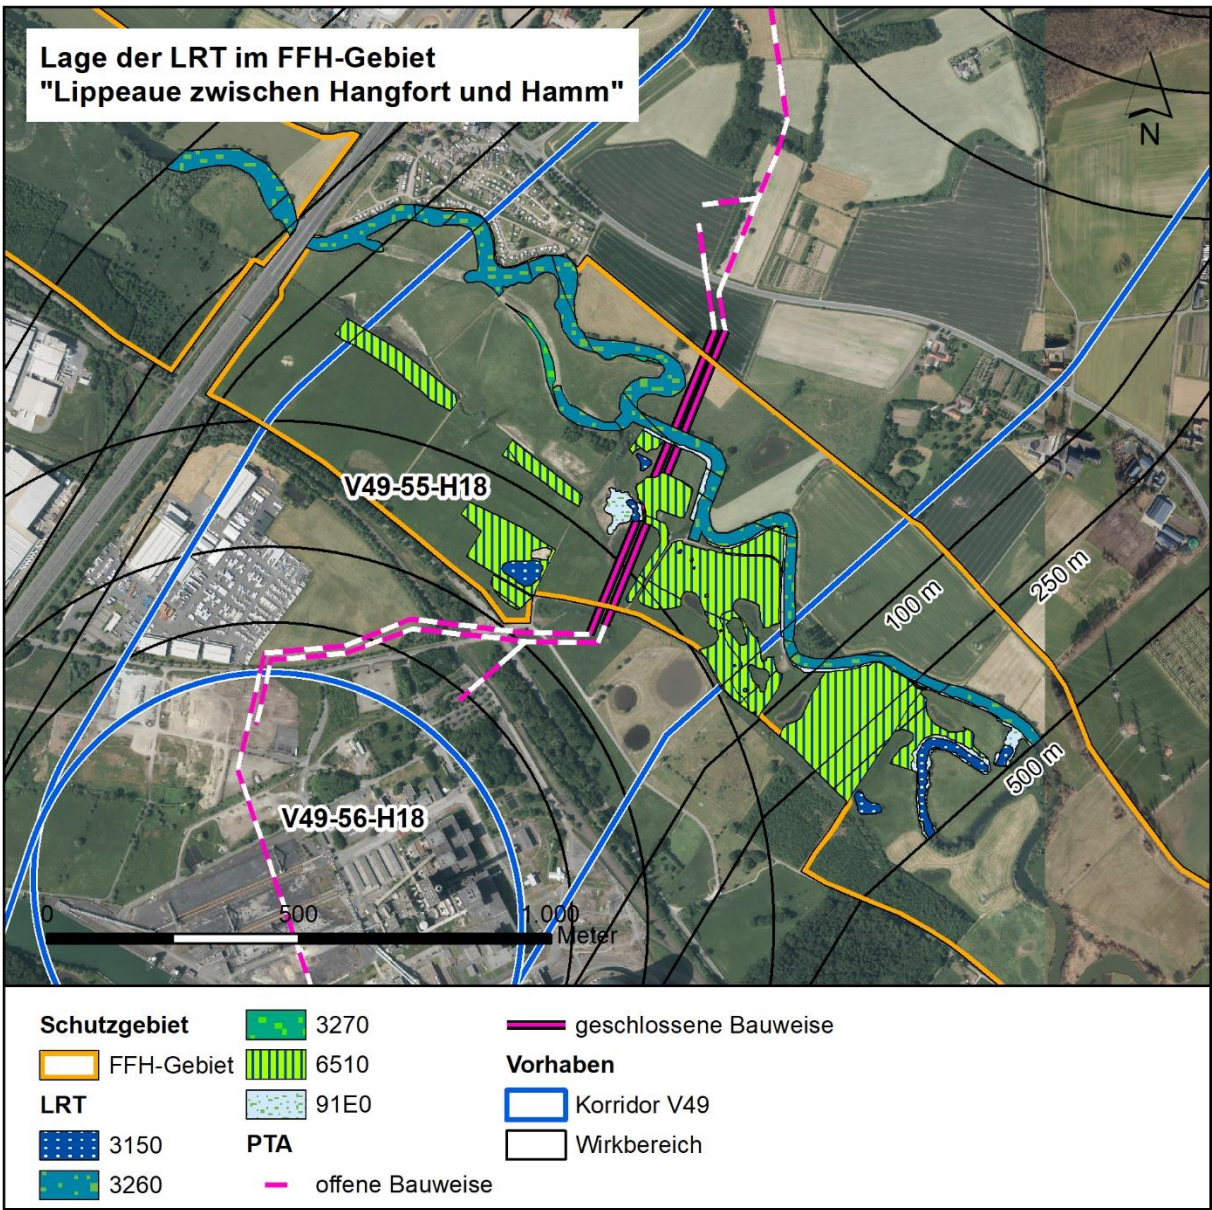 Lage der LRT im FFH-Gebiet
"Lippeaue zwischen Hangfort und Hamm"
N
V49-55-H18
100 m
250 m
500 m
V49-56-H18
0 500 1.000
Meter
Schutzgebiet
FFH-Gebiet
LRT
3150
3260
3270
6510
91E0
PTA
offene Bauweise
geschlossene Bauweise
Vorhaben
Korridor V49
Wirkbereich